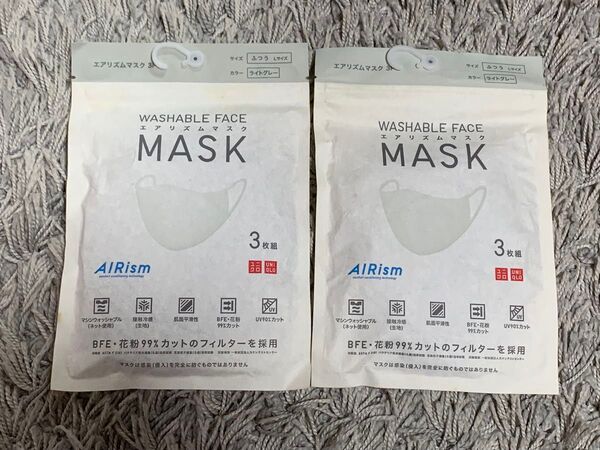 エアリズムマスク 3
サイズ ふつう Lサイズ
カラー ライトグレー
WASHABLE FACE
エアリズムマスク
MASK
3枚組
AIRism
comfort conditioning technology
ユニクロ
UNIQLO
マシンウォッシャブル
(ネット使用)
接触冷感
(生地)
肌面平滑性
BFE・花粉
99%カット
UV90%カット
BFE・花粉99%カットのフィルターを採用
マスクは感染(侵入)を完全に防ぐものではありません
エアリズムマスク 3
サイズ ふつう Lサイズ
カラー ライトグレー
WASHABLE FACE
エアリズムマスク
MASK
3枚組
AIRism
comfort conditioning technology
ユニクロ
UNIQLO
マシンウォッシャブル
(ネット使用)
接触冷感
(生地)
肌面平滑性
BFE・花粉
99%カット
UV90%カット
BFE・花粉99%カットのフィルターを採用
マスクは感染(侵入)を完全に防ぐものではありません